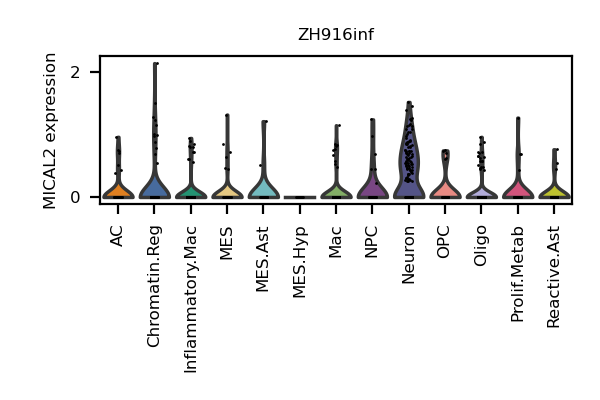 ZH916inf
MICAL2 expression
2
0
AC
Chromatin.Reg
Inflammatory.Mac
MES
MES.Ast
MES.Hyp
Mac
NPC
Neuron
OPC
Oligo
Prolif.Metab
Reactive.Ast